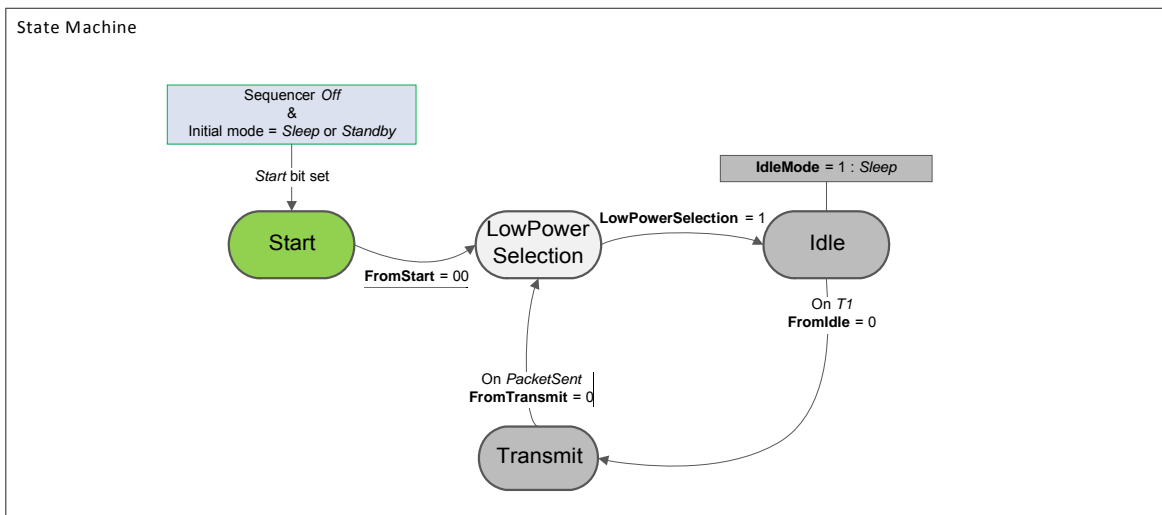 State Machine
Sequencer Off
&
Initial mode = Sleep or Standby
Start bit set
IdleMode = 1 : Sleep
Start
FromStart = 00
LowPower
Selection
LowPowerSelection = 1
Idle
On T1
FromIdle = 0
On PacketSent
FromTransmit = 0
Transmit